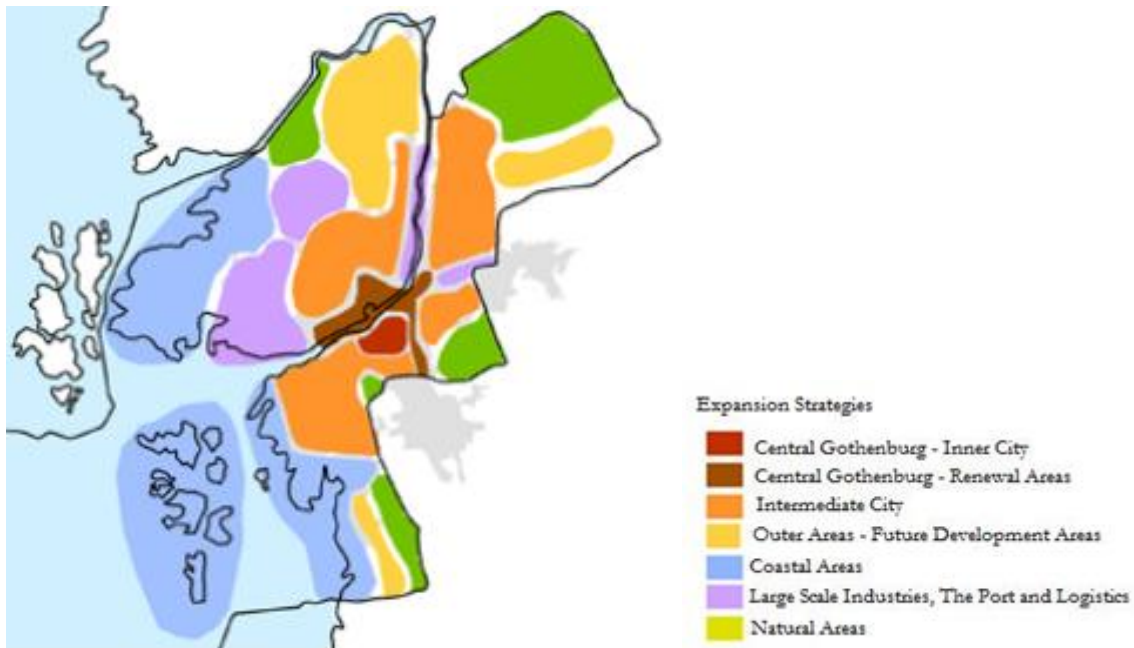 Expansion Strategies
Central Gothenburg - Inner City
Cerntral Gothenburg - Renewal Areas
Intermediate City
Outer Areas - Future Development Areas
Coastal Areas
Large Scale Industries, The Port and Logistics
Natural Areas